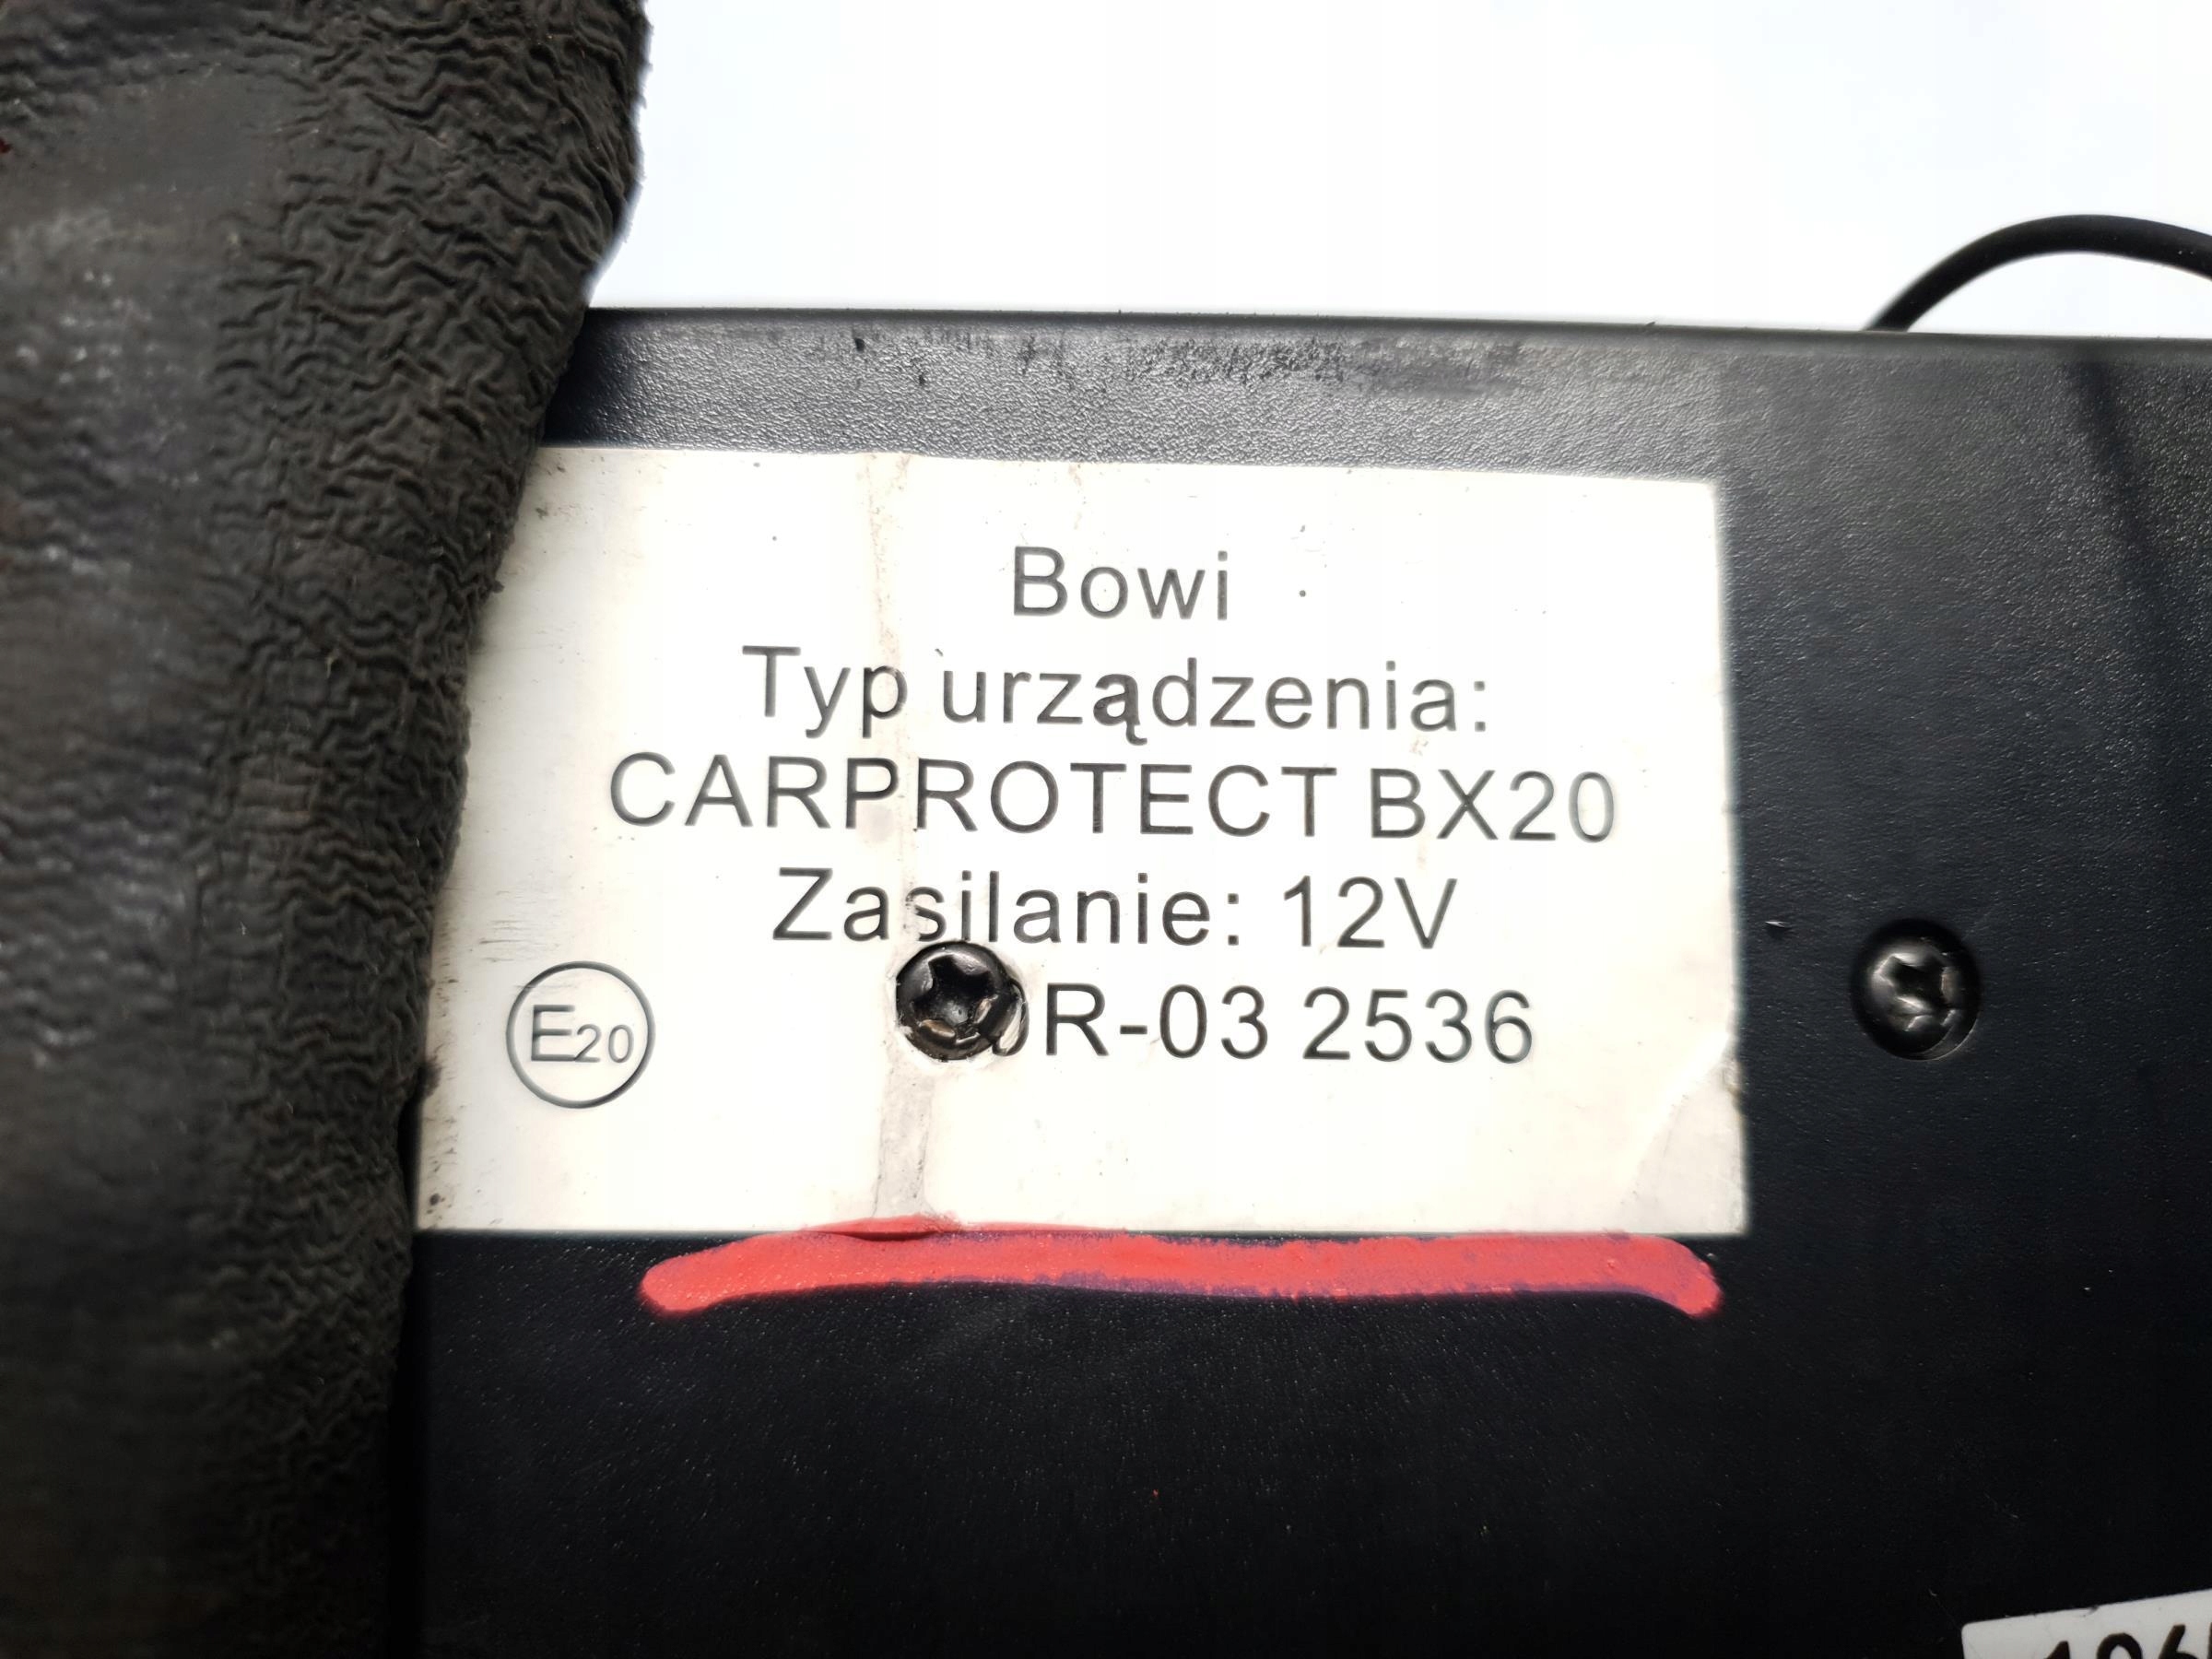 Bowi
Typ urządzenia:
CARPROTECT BX20
Zasilanie: 12V
E20
R-03 2536